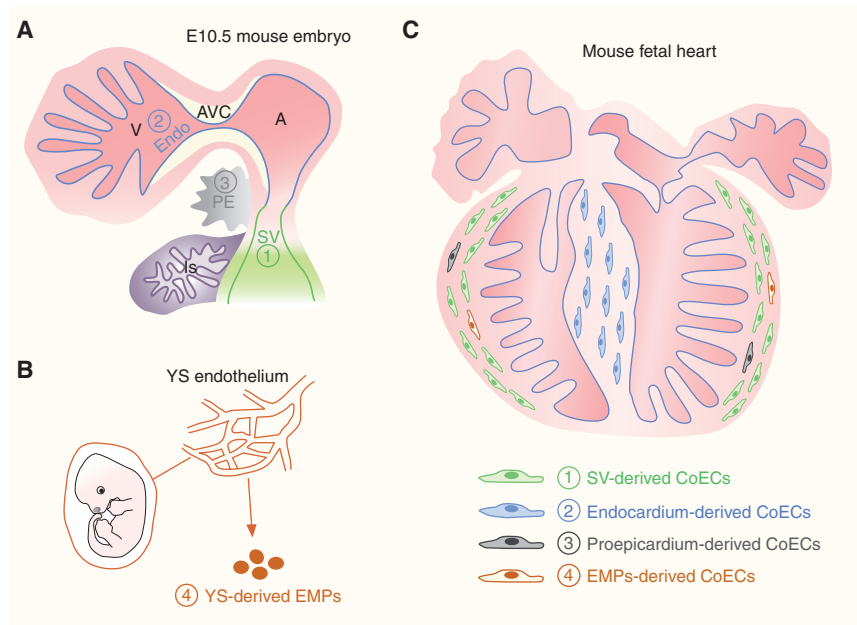 A
E10.5 mouse embryo
AVC
V
2
Endo
A
3
PE
SV
1
ls
B
YS endothelium
4 YS-derived EMPs
C
Mouse fetal heart
1 SV-derived CoECs
2 Endocardium-derived CoECs
3 Proepicardium-derived CoECs
4 EMPs-derived CoECs